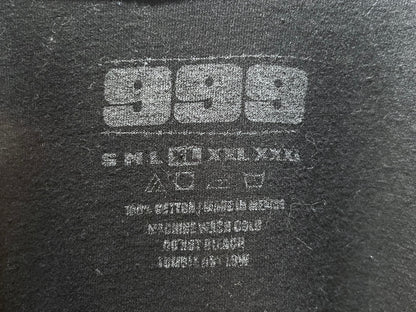 999
S M L XL XXL XXXL
100% COTTON | MADE IN MEXICO
MACHINE WASH COLD
DO NOT BLEACH
TUMBLE DRY LOW